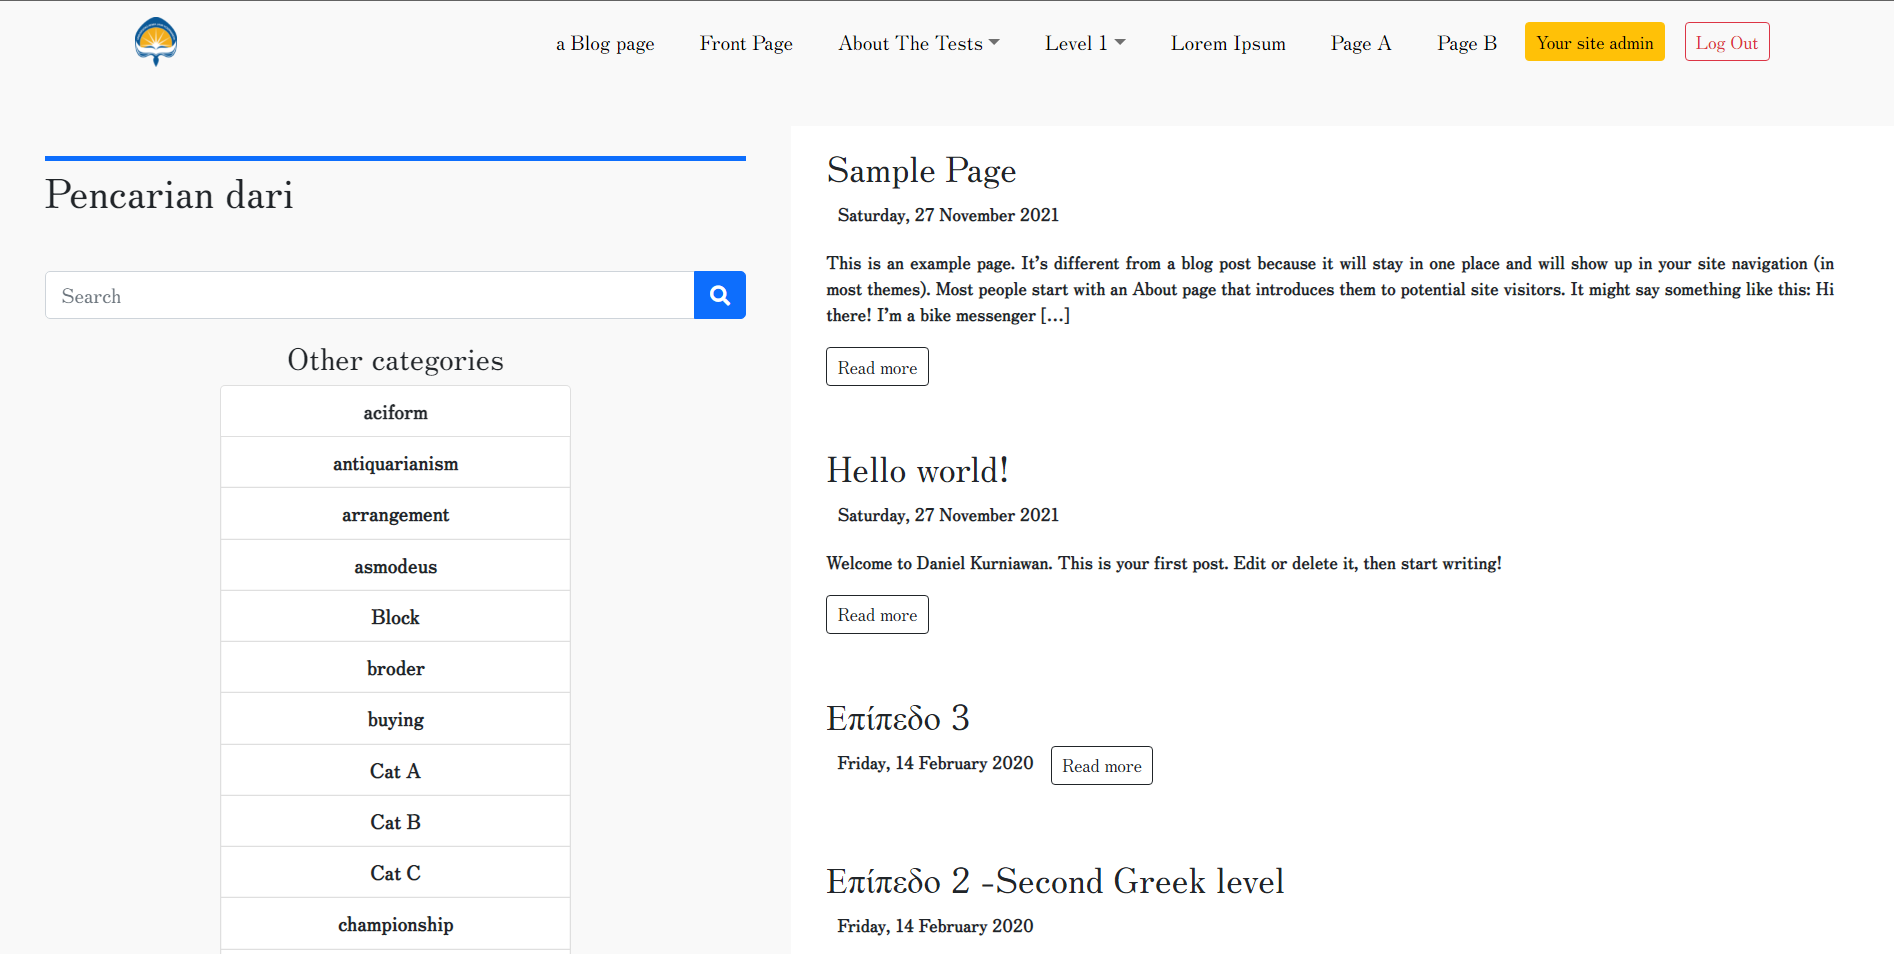 a Blog page
Front Page
About The Tests
Level 1
Lorem Ipsum
Page A
Page B
Your site admin
Log Out
Pencarian dari
Search
Other categories
aciform
antiquarianism
arrangement
asmodeus
Block
broder
buying
Cat A
Cat B
Cat C
championship
Sample Page
Saturday, 27 November 2021
This is an example page. It’s different from a blog post because it will stay in one place and will show up in your site navigation (in
most themes). Most people start with an About page that introduces them to potential site visitors. It might say something like this: Hi
there! I’m a bike messenger […]
Read more
Hello world!
Saturday, 27 November 2021
Welcome to Daniel Kurniawan. This is your first post. Edit or delete it, then start writing!
Read more
Επίπεδο 3
Friday, 14 February 2020
Read more
Επίπεδο 2 -Second Greek level
Friday, 14 February 2020